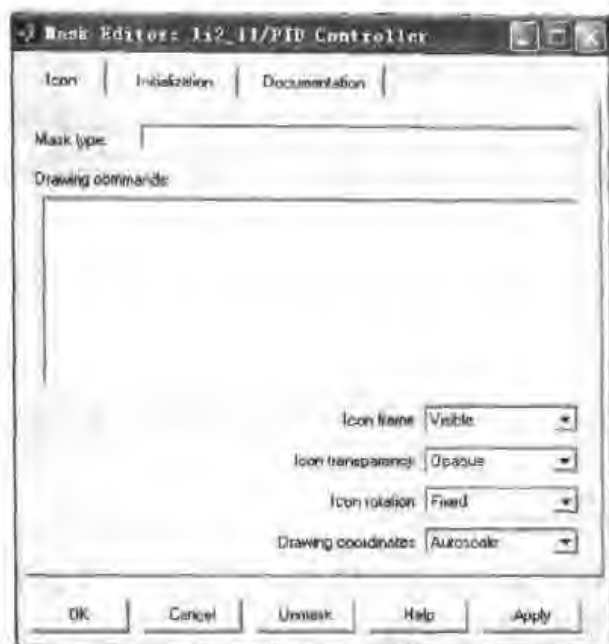 Mask Editor: li2_11/PID Controller
Icon Initialization Documentation
Mask type:
Drawing commands:
Icon frame Visible
Icon transparency Opaque
Icon rotation Fixed
Drawing coordinates Autoscale
OK Cancel Unmask Help Apply